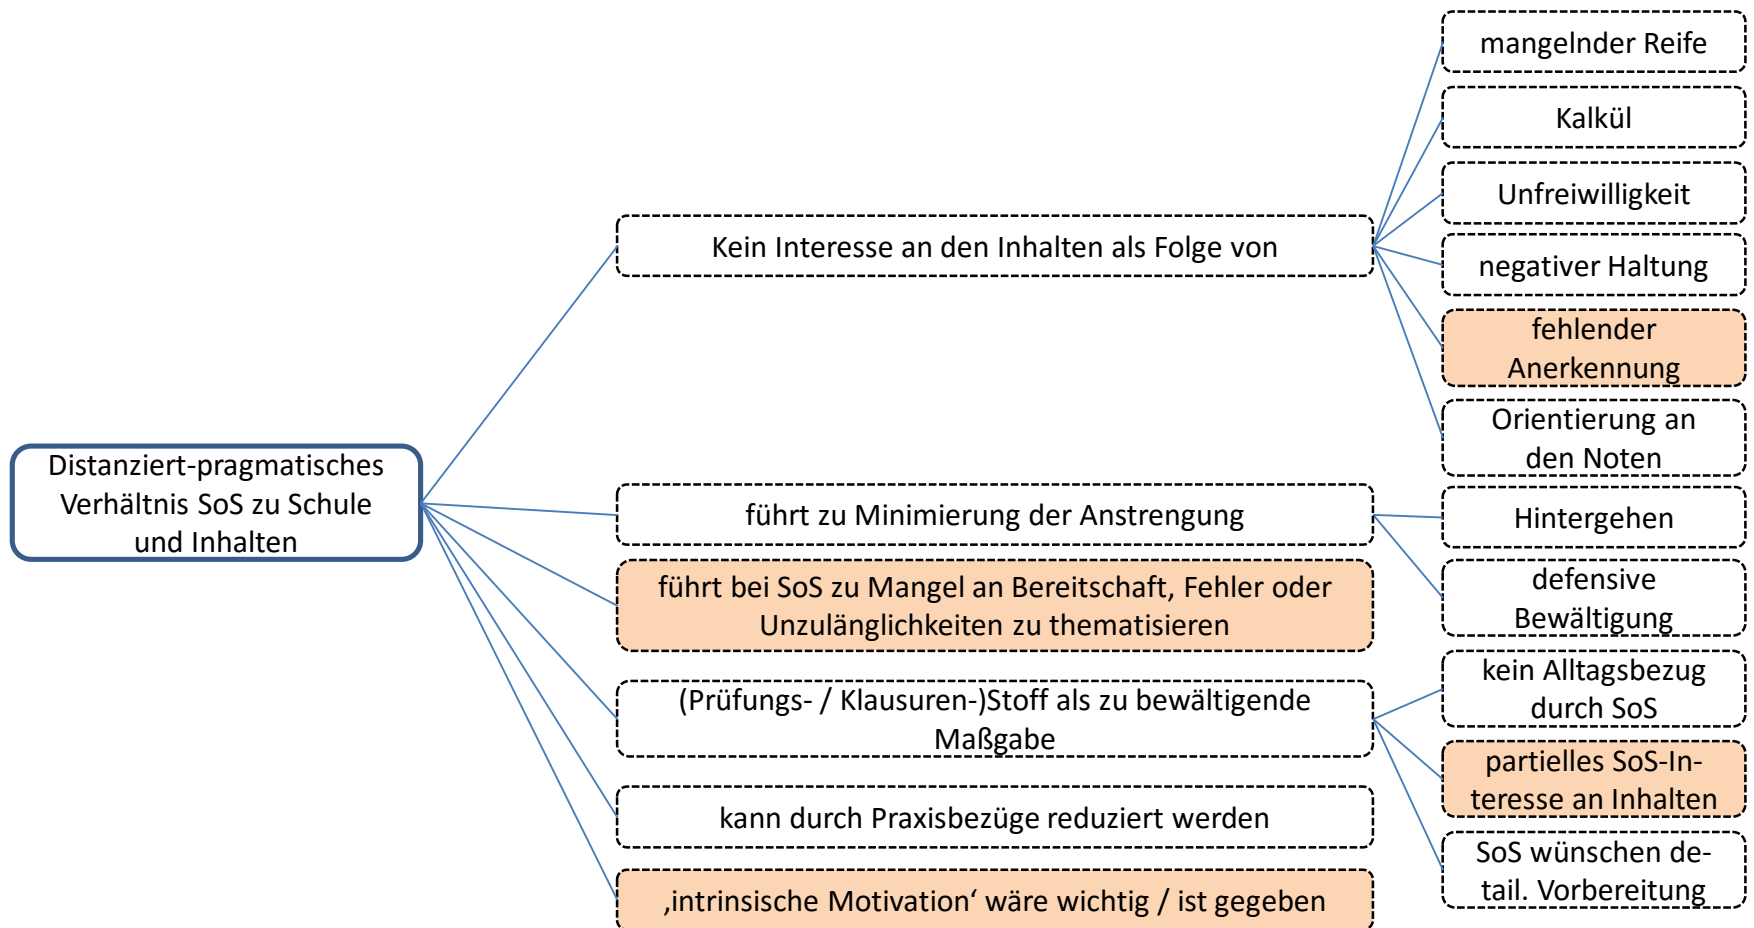 Distanziert-pragmatisches
Verhältnis SoS zu Schule
und Inhalten
Kein Interesse an den Inhalten als Folge von
mangelnder Reife
Kalkül
Unfreiwilligkeit
negativer Haltung
fehlender
Anerkennung
Orientierung an
den Noten
führt zu Minimierung der Anstrengung
Hintergehen
defensive
Bewältigung
führt bei SoS zu Mangel an Bereitschaft, Fehler oder
Unzulänglichkeiten zu thematisieren
(Prüfungs- / Klausuren-)Stoff als zu bewältigende
Maßgabe
kein Alltagsbezug
durch SoS
partielles SoS-In-
teresse an Inhalten
SoS wünschen de-
tail. Vorbereitung
kann durch Praxisbezüge reduziert werden
‚intrinsische Motivation‘ wäre wichtig / ist gegeben